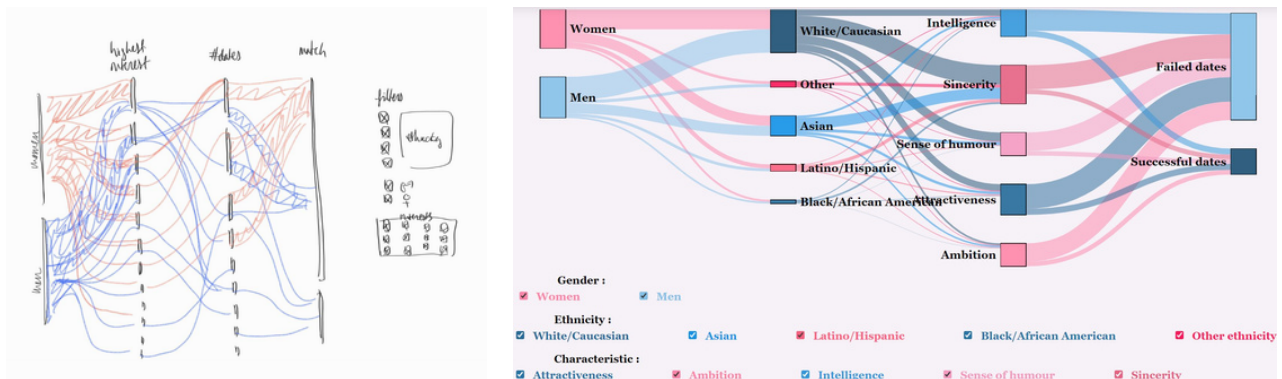 highest
interest
#dates
match
women
men
filters
interests
Women
Men
White/Caucasian
Other
Asian
Latino/Hispanic
Black/African American
Intelligence
Sincerity
Sense of humour
Attractiveness
Ambition
Failed dates
Successful dates
Gender :
Women Men
Ethnicity :
White/Caucasian Asian Latino/Hispanic Black/African American Other ethnicity
Characteristic :
Attractiveness Ambition Intelligence Sense of humour Sincerity